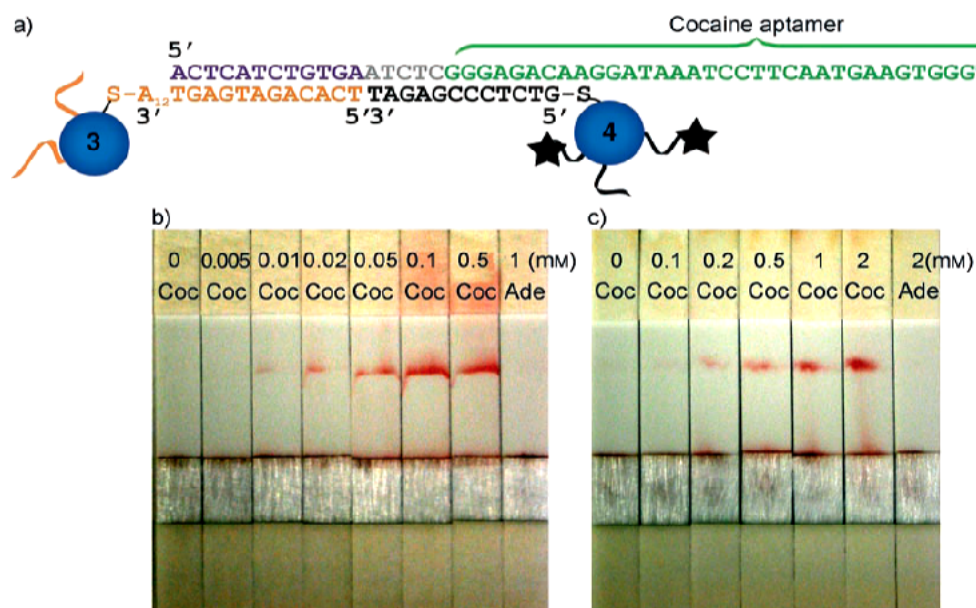 a)
Cocaine aptamer
5′
ACTCATCTGTGAATCTCGGGAGACAAGGATAAATCCTTCAATGAAGTGGG
S-A12TGAGTAGACACTTAGAGCCCTCTG-S
3′ 5′3′ 5′
3 4
b) c)
0 0.005 0.01 0.02 0.05 0.1 0.5 1 (mM)
Coc Coc Coc Coc Coc Coc Coc Ade
0 0.1 0.2 0.5 1 2 2(mM)
Coc Coc Coc Coc Coc Coc Ade